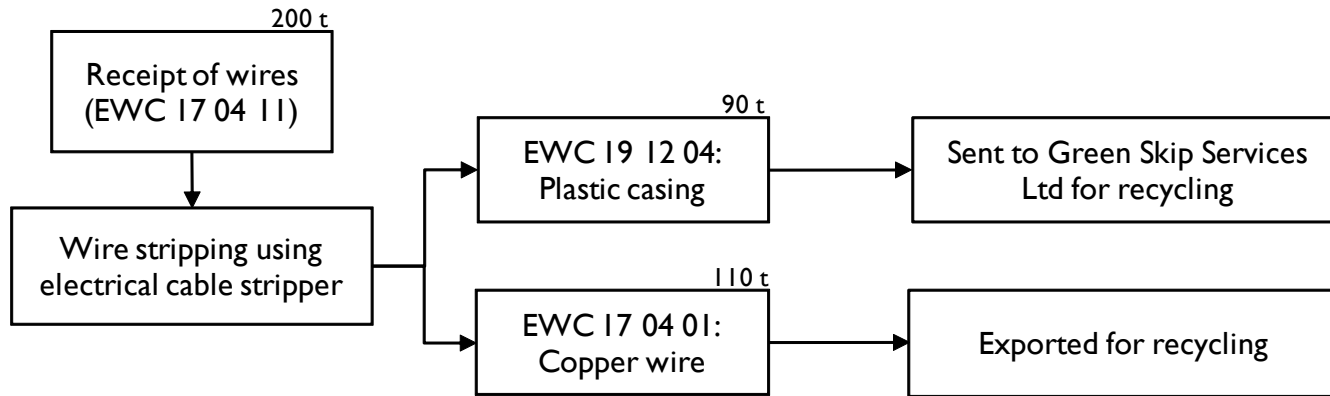 200 t
Receipt of wires
(EWC 17 04 11)
Wire stripping using
electrical cable stripper
90 t
EWC 19 12 04:
Plastic casing
Sent to Green Skip Services
Ltd for recycling
110 t
EWC 17 04 01:
Copper wire
Exported for recycling